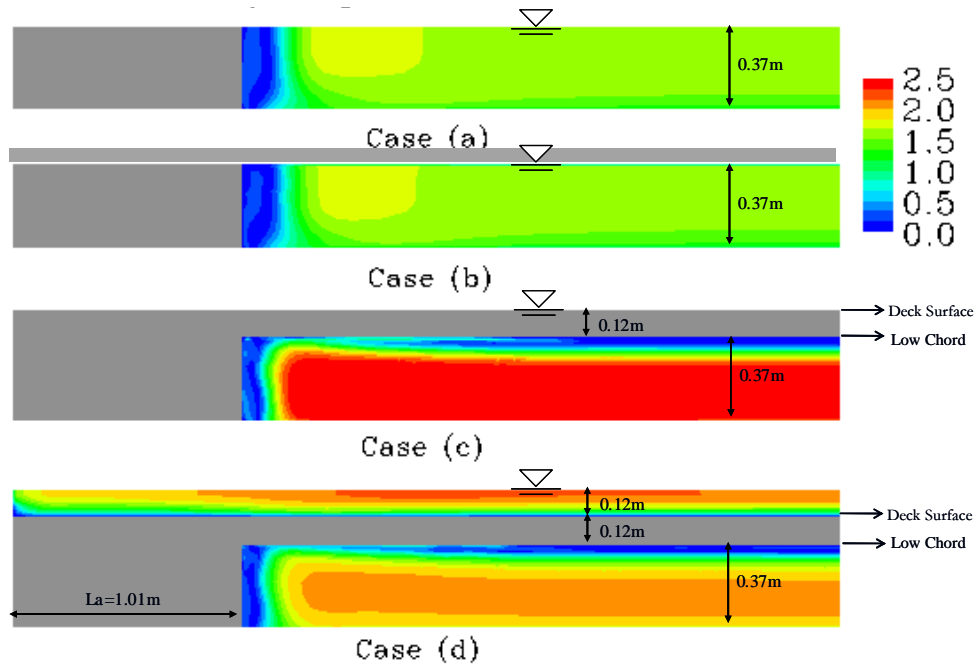 0.37m
2.5
2.0
1.5
1.0
0.5
0.0
Case (a)
0.37m
Case (b)
Deck Surface
0.12m
Low Chord
0.37m
Case (c)
0.12m
Deck Surface
0.12m
Low Chord
0.37m
La=1.01m
Case (d)